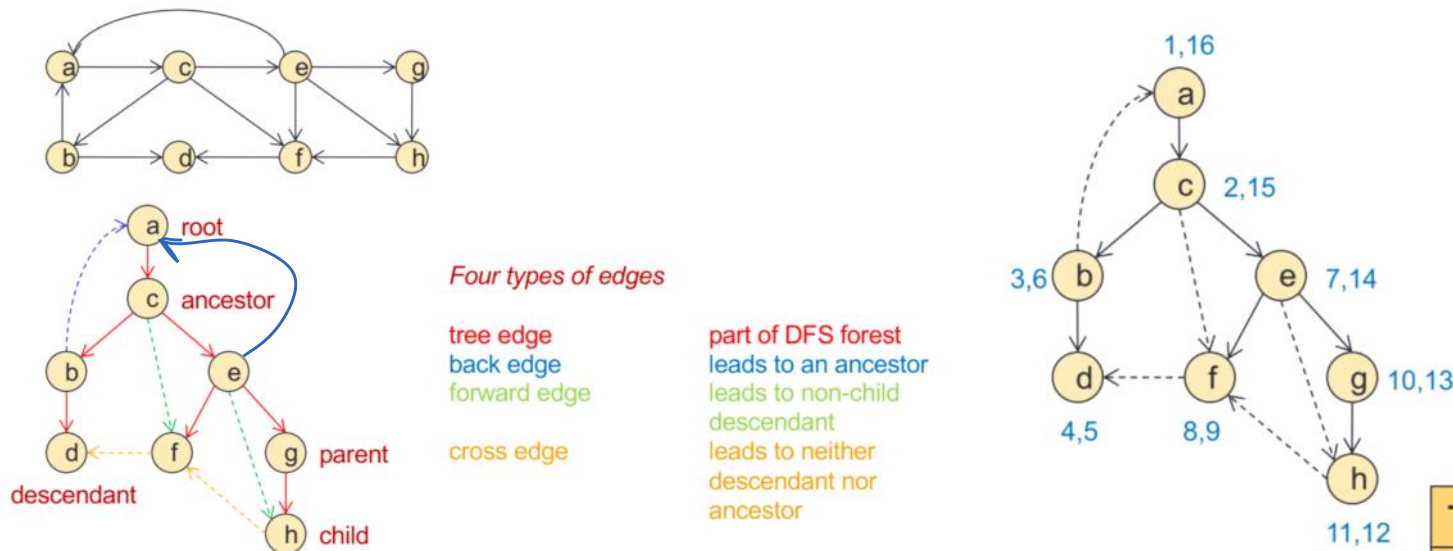 a c e g
b d f h
a root
c ancestor
b e
d f g parent
descendant
h child
Four types of edges
tree edge part of DFS forest
back edge leads to an ancestor
forward edge leads to non-child
descendant
cross edge leads to neither
descendant nor
ancestor
1,16
a
c 2,15
3,6 b e 7,14
d f g 10,13
4,5 8,9
h
11,12